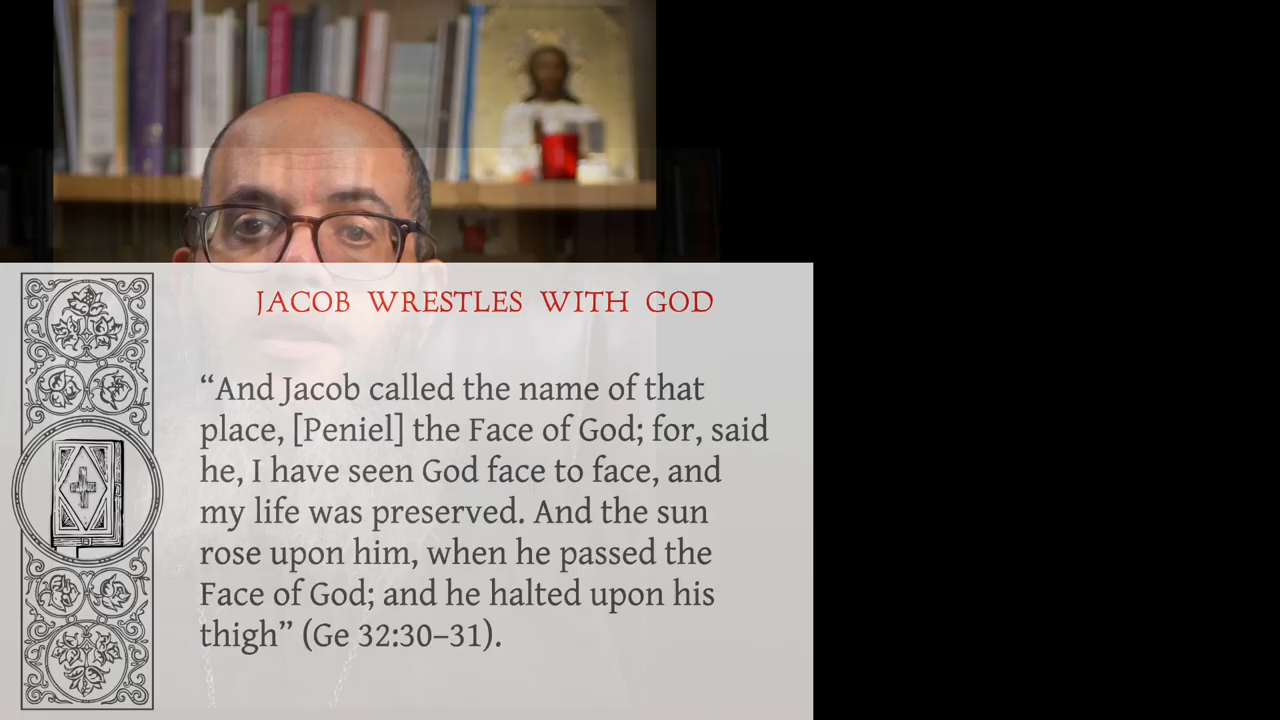 JACOB WRESTLES WITH GOD
“And Jacob called the name of that
place, [Peniel] the Face of God; for, said
he, I have seen God face to face, and
my life was preserved. And the sun
rose upon him, when he passed the
Face of God; and he halted upon his
thigh” (Ge 32:30–31).